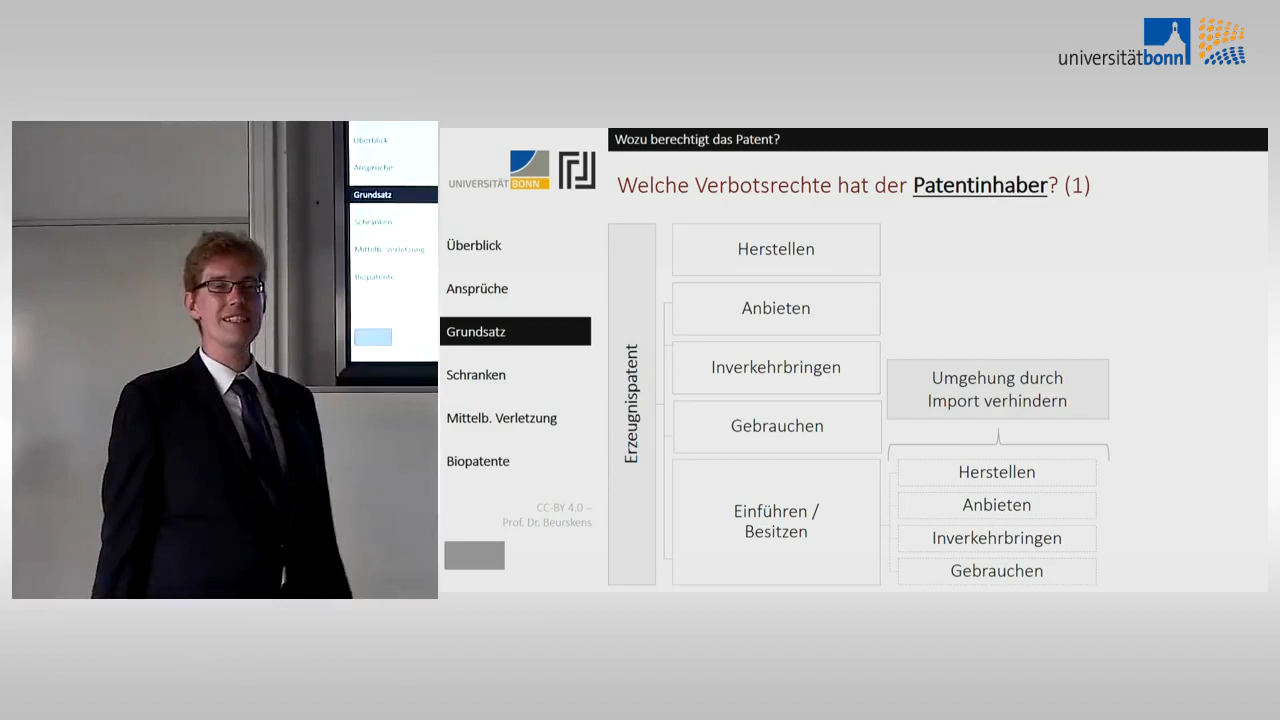 universitätbonn
Überblick
Ansprüche
Grundsatz
Schranken
Mittelb. Verletzung
Biopatente
Wozu berechtigt das Patent?
UNIVERSITÄT BONN
Welche Verbotsrechte hat der Patentinhaber? (1)
Überblick
Ansprüche
Grundsatz
Schranken
Mittelb. Verletzung
Biopatente
CC-BY 4.0 –
Prof. Dr. Beurskens
Erzeugnispatent
Herstellen
Anbieten
Inverkehrbringen
Gebrauchen
Einführen /
Besitzen
Umgehung durch
Import verhindern
Herstellen
Anbieten
Inverkehrbringen
Gebrauchen